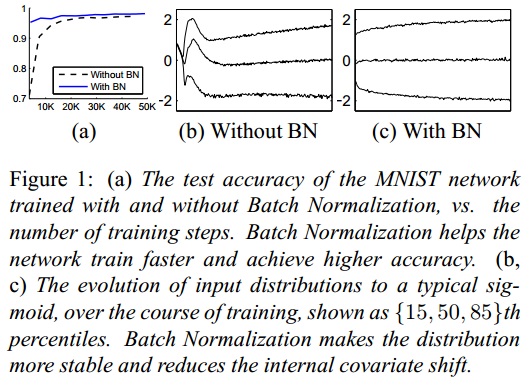 1
0.9
0.8
0.7
10K 20K 30K 40K 50K
Without BN
With BN
2
0
-2
2
0
-2
(a)
(b) Without BN
(c) With BN
Figure 1: (a) The test accuracy of the MNIST network
trained with and without Batch Normalization, vs. the
number of training steps. Batch Normalization helps the
network train faster and achieve higher accuracy. (b,
c) The evolution of input distributions to a typical sig-
moid, over the course of training, shown as {15, 50, 85}th
percentiles. Batch Normalization makes the distribution
more stable and reduces the internal covariate shift.